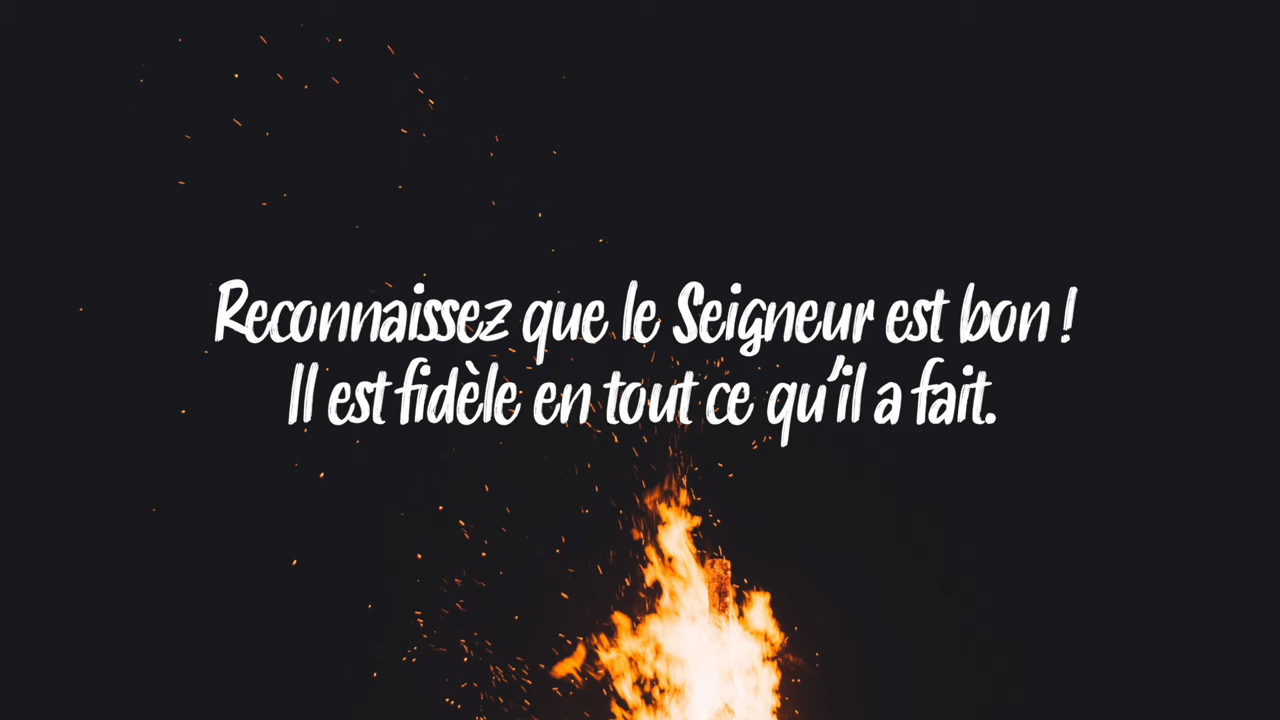 Reconnaissez que le Seigneur est bon !
Il est fidèle en tout ce qu'il a fait.